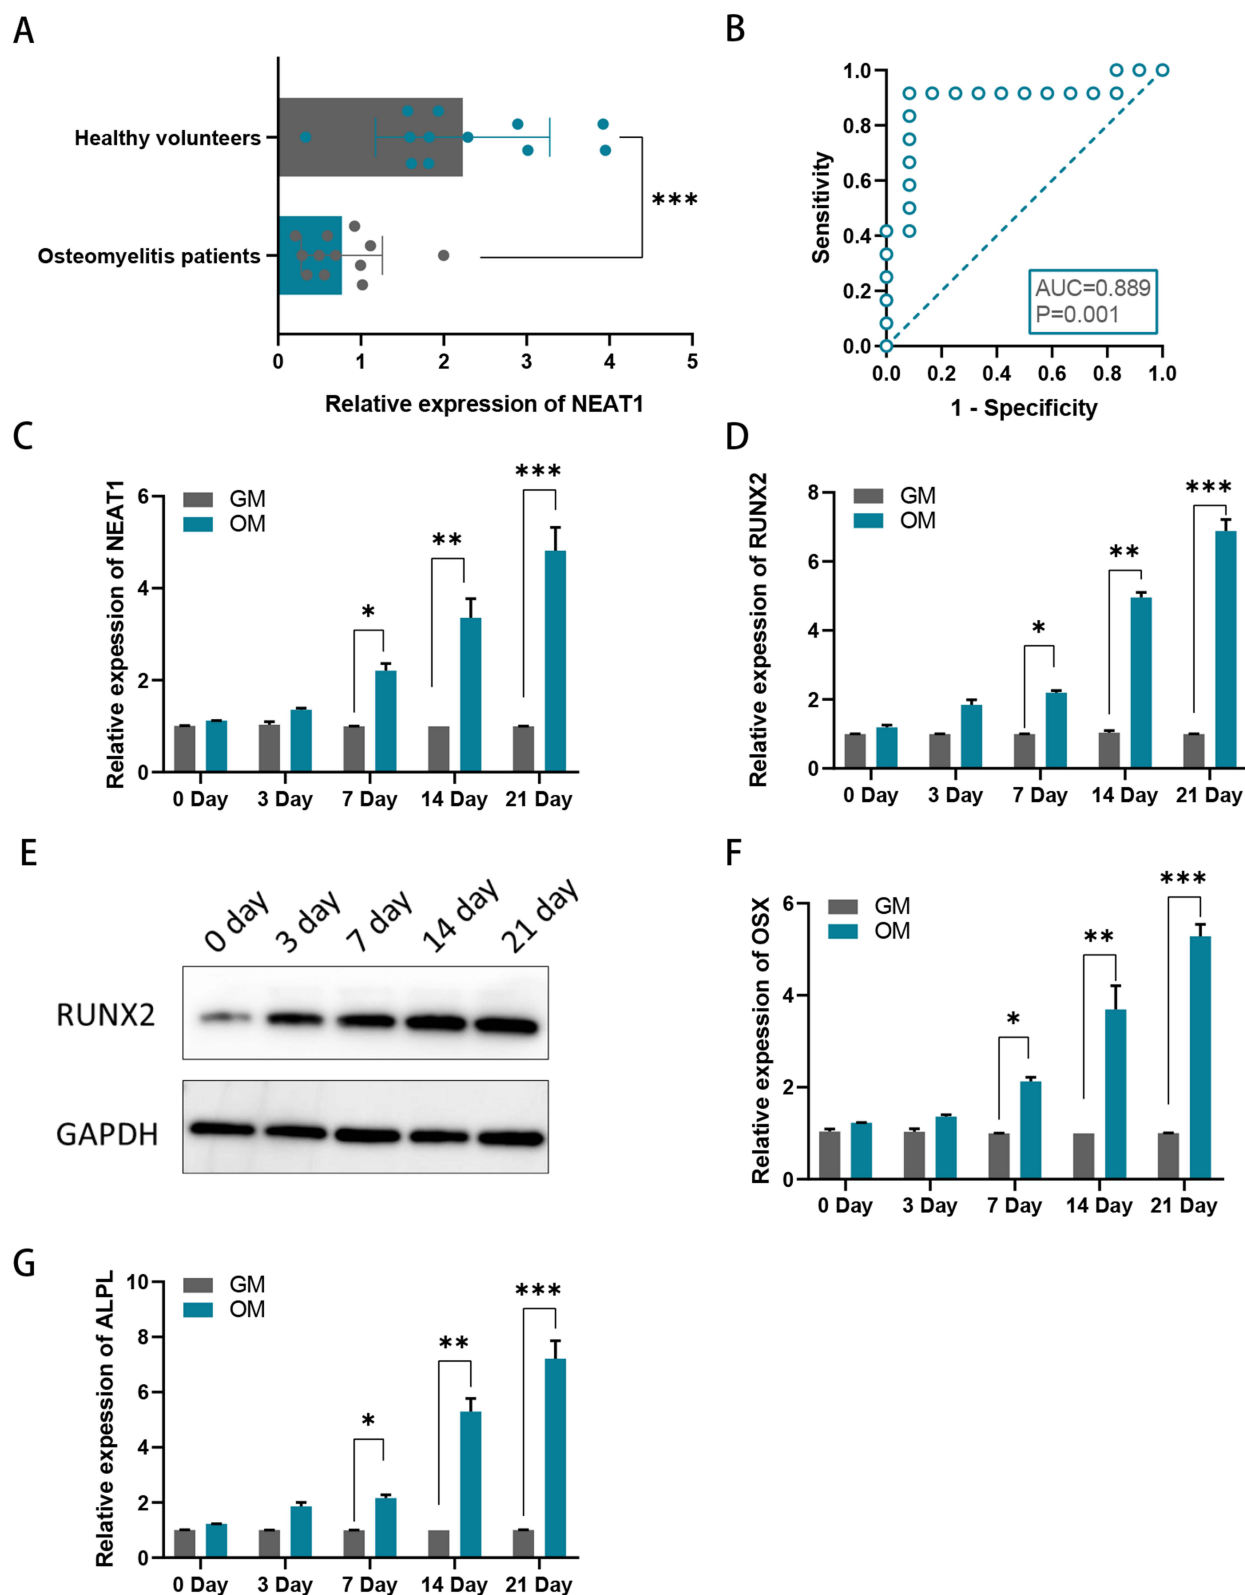 A
Healthy volunteers
Osteomyelitis patients
***
0 1 2 3 4 5
Relative expression of NEAT1
B
Sensitivity
1.0
0.8
0.6
0.4
0.2
0.0
AUC=0.889
P=0.001
0.0 0.2 0.4 0.6 0.8 1.0
1 - Specificity
C
Relative expession of NEAT1
6
4
2
0
GM
OM
*
**
***
0 Day 3 Day 7 Day 14 Day 21 Day
D
Relative expession of RUNX2
8
6
4
2
0
GM
OM
*
**
***
0 Day 3 Day 7 Day 14 Day 21 Day
E
0 day 3 day 7 day 14 day 21 day
RUNX2
GAPDH
F
Relative expession of OSX
6
4
2
0
GM
OM
*
**
***
0 Day 3 Day 7 Day 14 Day 21 Day
G
Relative expession of ALPL
10
8
6
4
2
0
GM
OM
*
**
***
0 Day 3 Day 7 Day 14 Day 21 Day